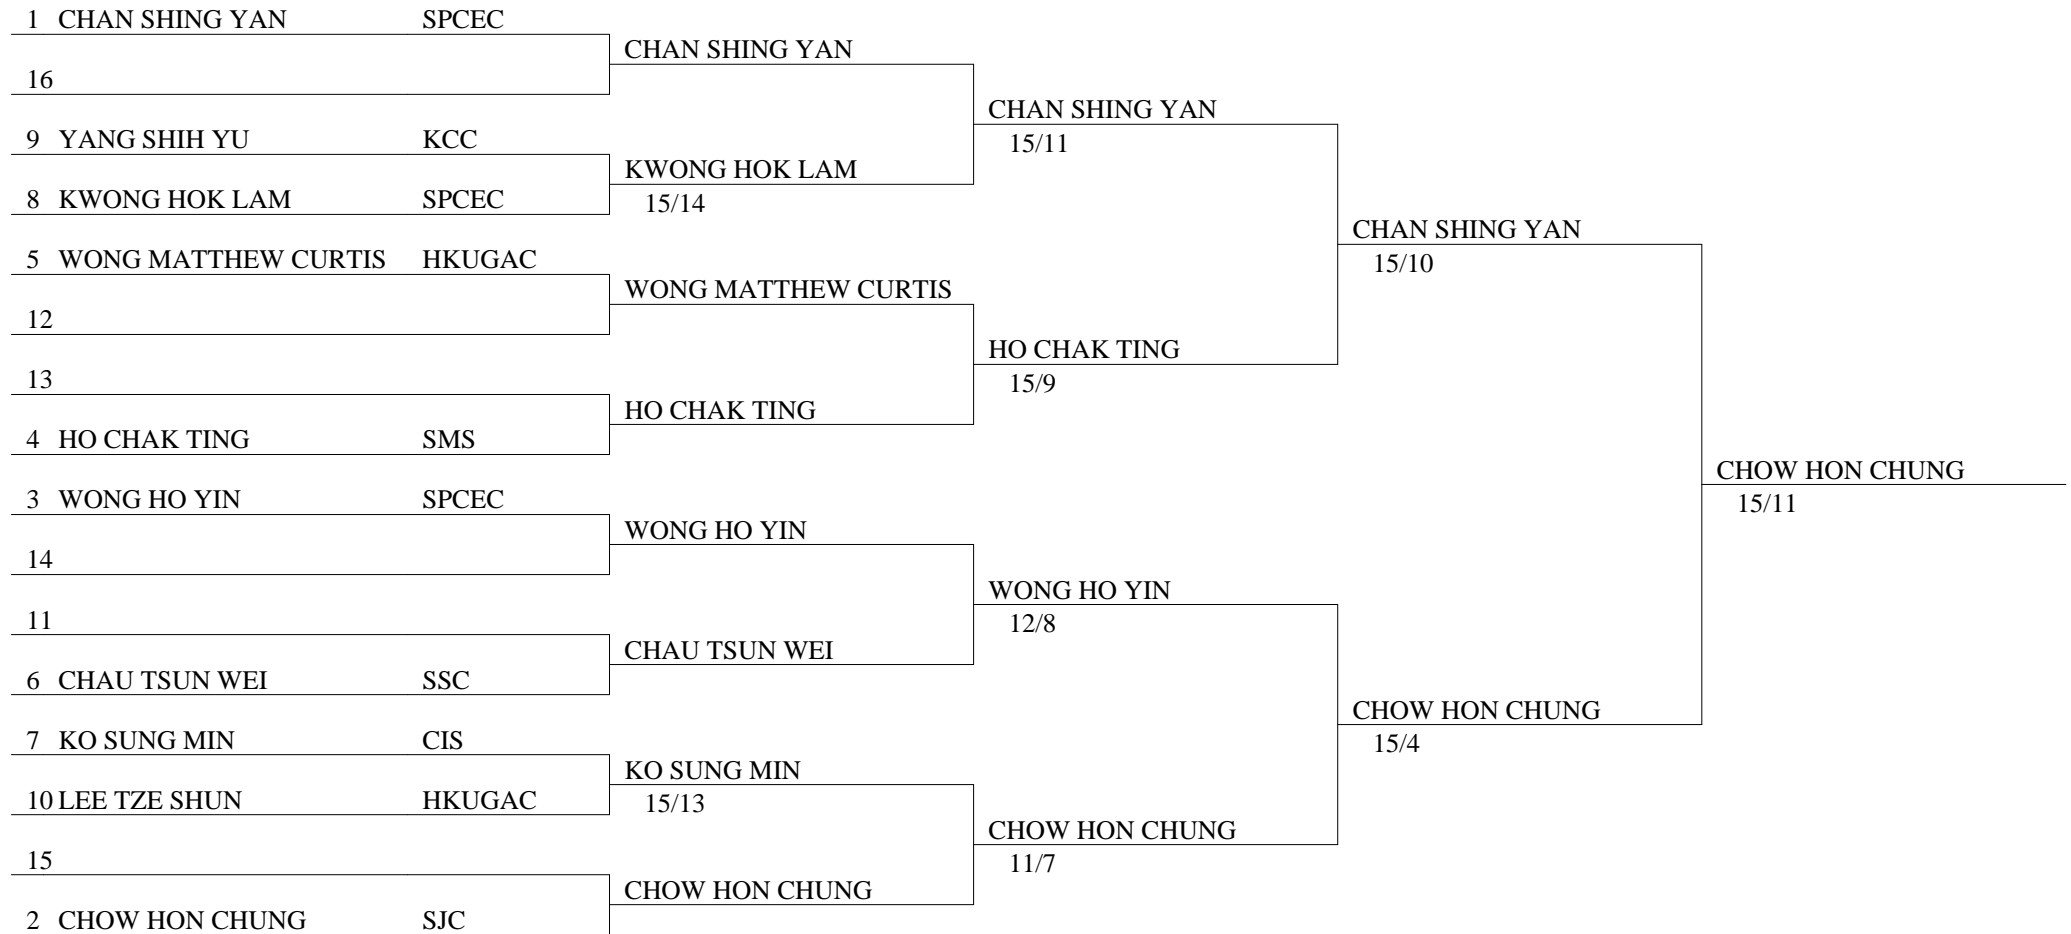 1 CHAN SHING YAN SPCEC
CHAN SHING YAN
16
CHAN SHING YAN
15/11
9 YANG SHIH YU KCC
KWONG HOK LAM
15/14
8 KWONG HOK LAM SPCEC
CHAN SHING YAN
15/10
5 WONG MATTHEW CURTIS HKUGAC
WONG MATTHEW CURTIS
12
HO CHAK TING
15/9
13
HO CHAK TING
4 HO CHAK TING SMS
CHOW HON CHUNG
15/11
3 WONG HO YIN SPCEC
WONG HO YIN
14
WONG HO YIN
12/8
11
CHAU TSUN WEI
6 CHAU TSUN WEI SSC
CHOW HON CHUNG
15/4
7 KO SUNG MIN CIS
KO SUNG MIN
15/13
10 LEE TZE SHUN HKUGAC
CHOW HON CHUNG
11/7
15
CHOW HON CHUNG
2 CHOW HON CHUNG SJC